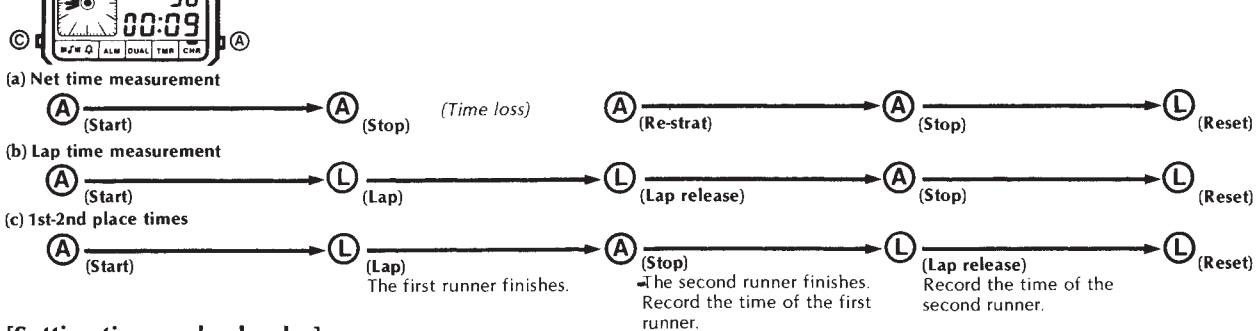 00:09
Ⓒ Ⓐ
ALM DUAL TMR CHR
(a) Net time measurement
Ⓐ Ⓐ (Time loss) Ⓐ Ⓐ Ⓛ
(Start) (Stop) (Re-strat) (Stop) (Reset)
(b) Lap time measurement
Ⓐ Ⓛ Ⓛ Ⓐ Ⓛ
(Start) (Lap) (Lap release) (Stop) (Reset)
(c) 1st-2nd place times
Ⓐ Ⓛ Ⓐ Ⓛ Ⓛ
(Start) (Lap) (Stop) (Lap release) (Reset)
The first runner finishes. The second runner finishes. Record the time of the
Record the time of the first second runner.
runner.